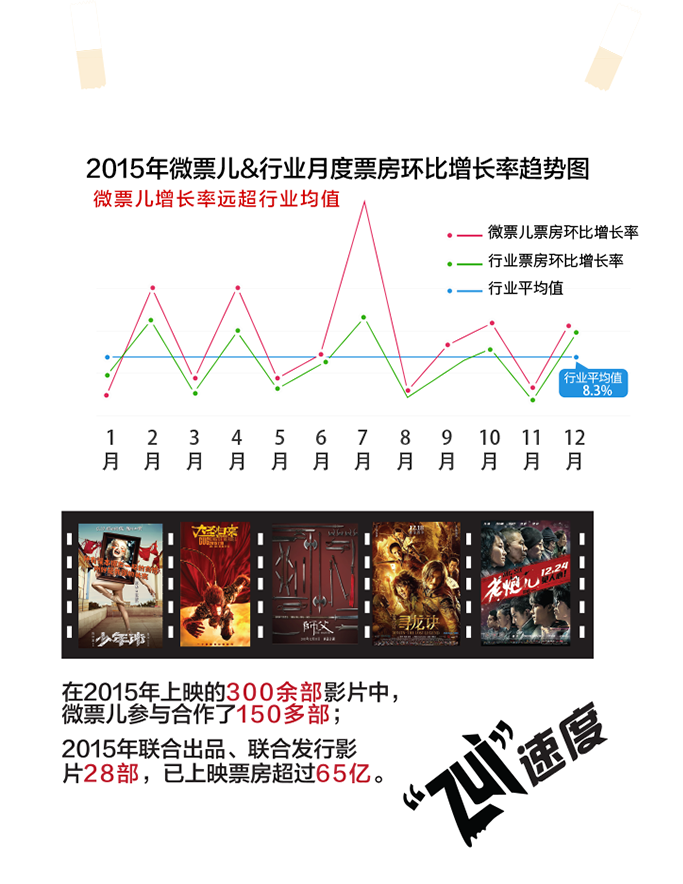 2015年微票儿&行业月度票房环比增长率趋势图
微票儿增长率远超行业均值
微票儿票房环比增长率
行业票房环比增长率
行业平均值
行业平均值
8.3%
1 2 3 4 5 6 7 8 9 10 11 12
月 月 月 月 月 月 月 月 月 月 月 月
少年班
大圣归来
師父
12.18
寻龙诀
12.24
老炮儿
在2015年上映的300余部影片中，
微票儿参与合作了150多部；
2015年联合出品、联合发行影
片28部，已上映票房超过65亿。
“zui”速度